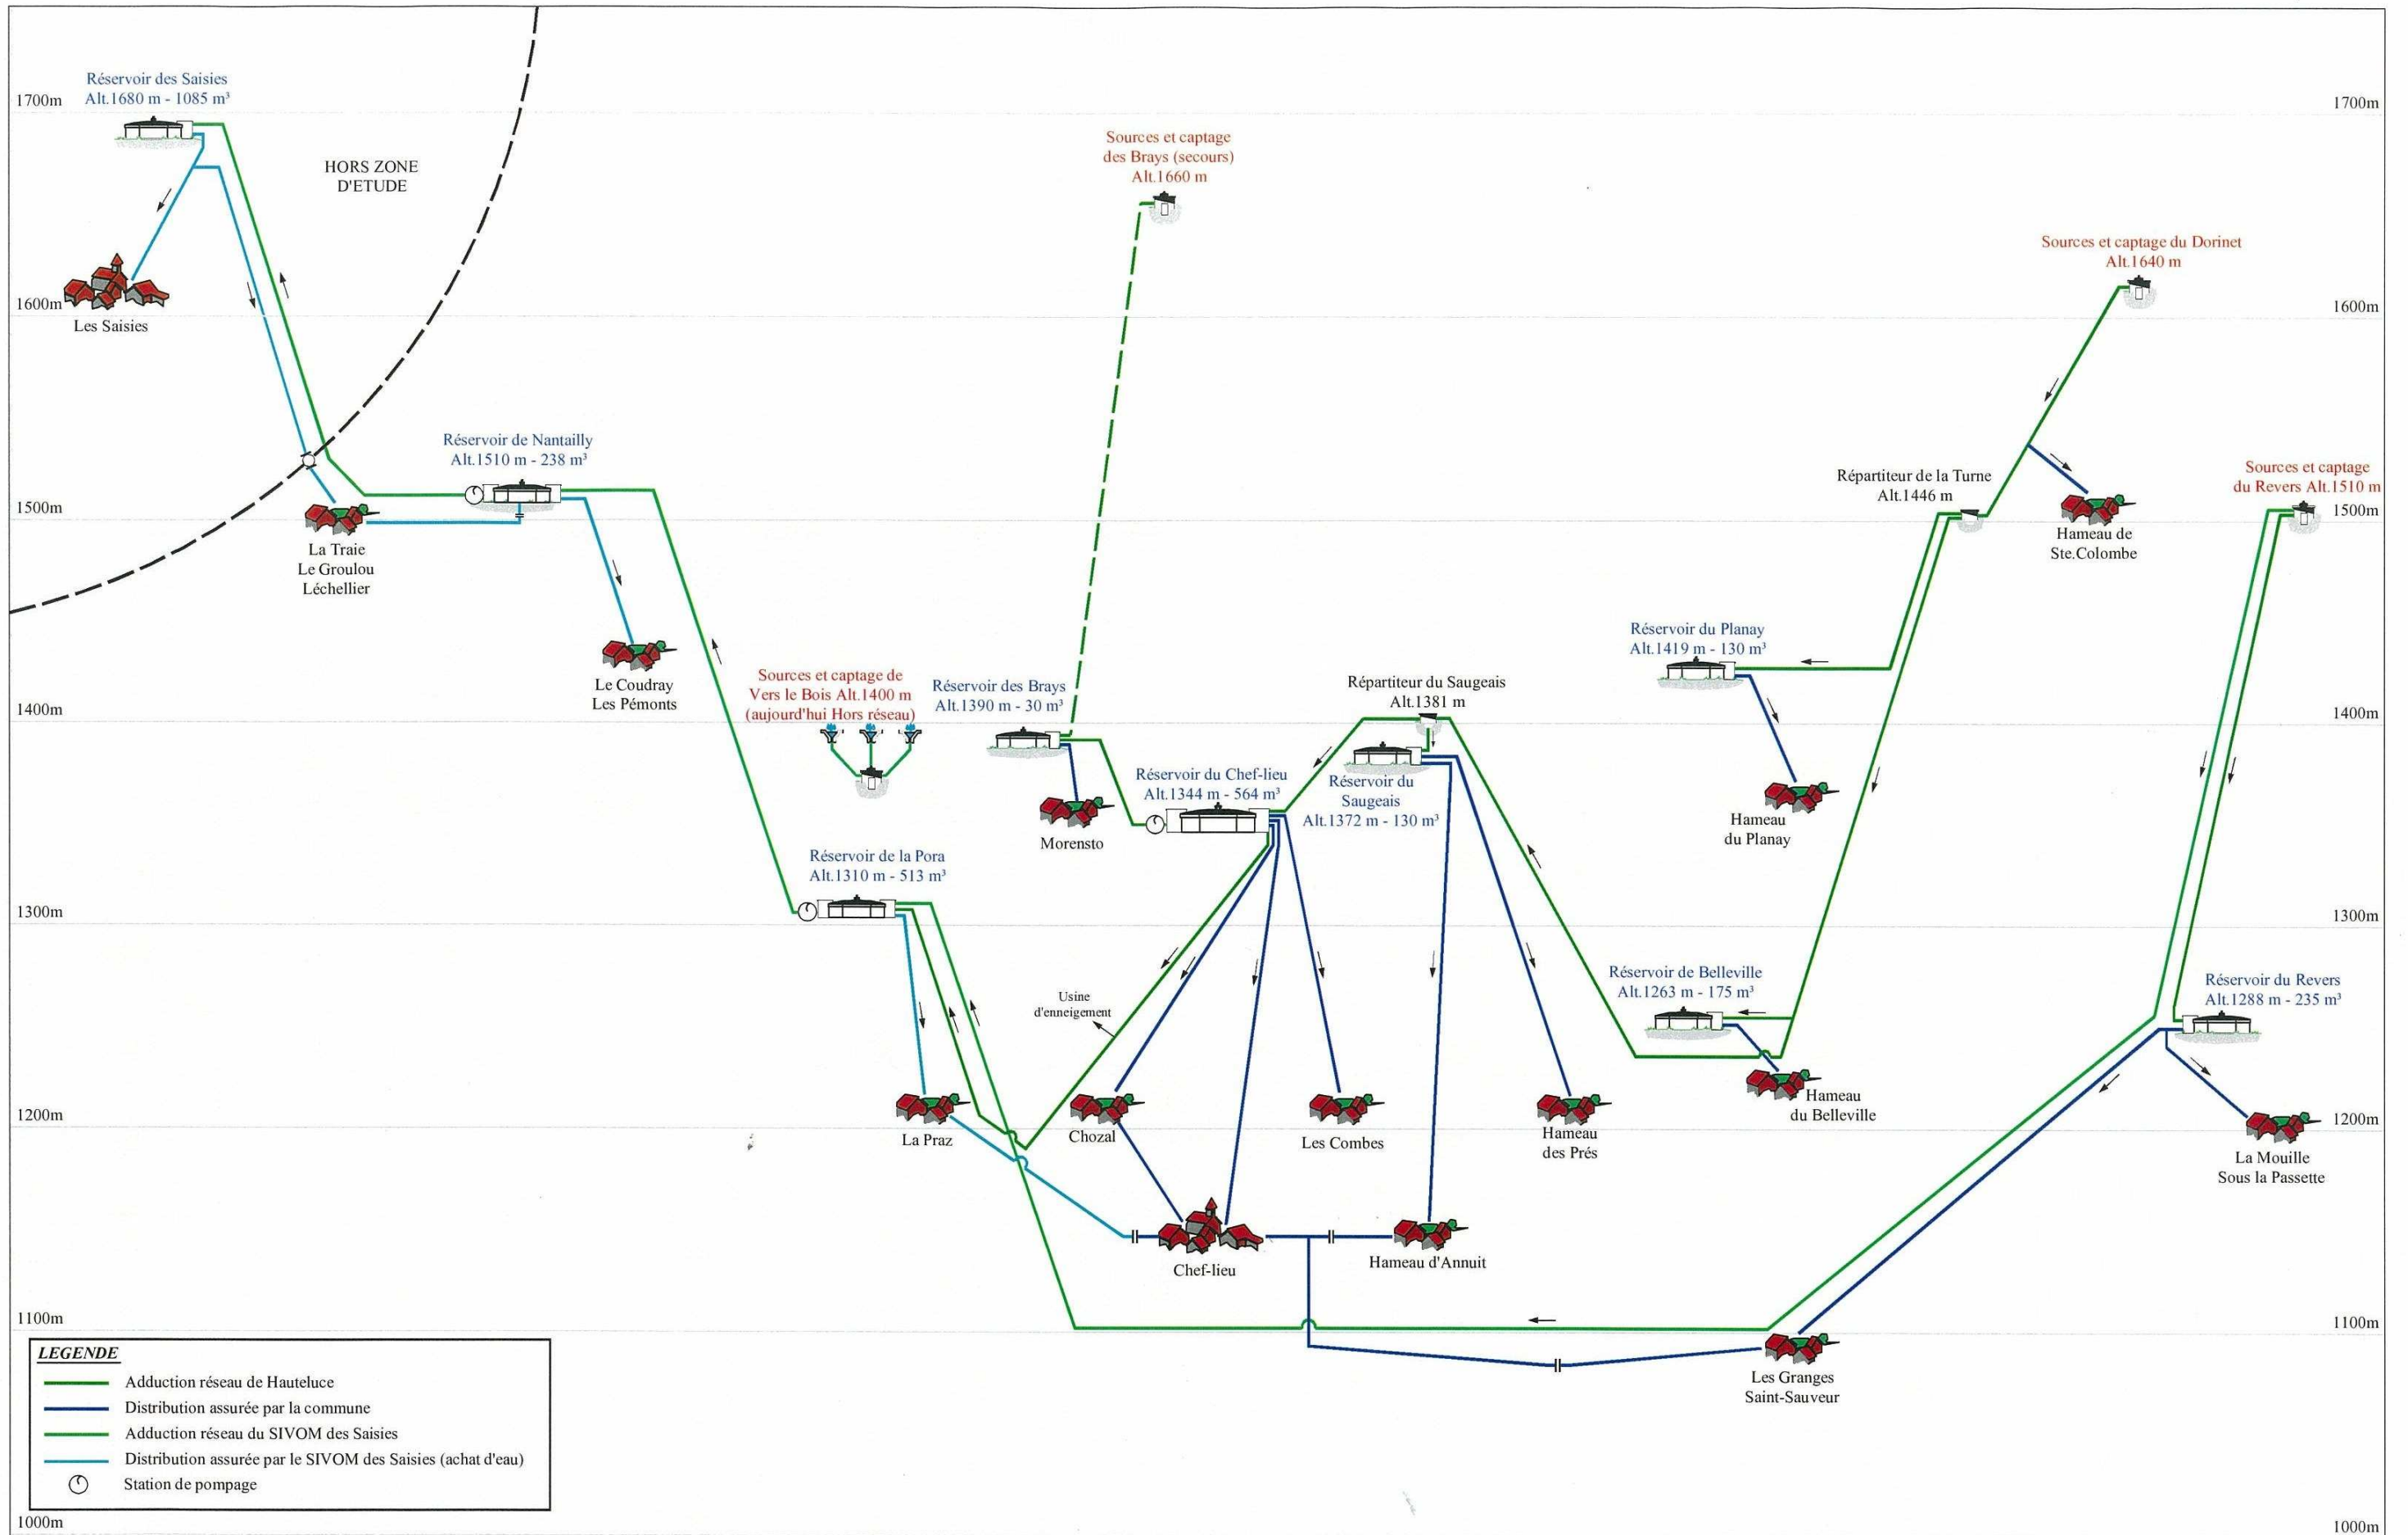 Réservoir des Saisies
Alt.1680 m - 1085 m³
1700m
1700m
HORS ZONE
D'ETUDE
Sources et captage
des Brays (secours)
Alt.1660 m
Sources et captage du Dorinet
Alt.1640 m
1600m
1600m
Les Saisies
Réservoir de Nantailly
Alt.1510 m - 238 m³
Répartiteur de la Turne
Alt.1446 m
Sources et captage
du Revers Alt.1510 m
1500m
1500m
La Traie
Le Groulou
Léchellier
Hameau de
Ste.Colombe
Réservoir du Planay
Alt.1419 m - 130 m³
Le Coudray
Les Pémonts
Sources et captage de
Vers le Bois Alt.1400 m
(aujourd'hui Hors réseau)
Réservoir des Brays
Alt.1390 m - 30 m³
Répartiteur du Saugeais
Alt.1381 m
1400m
1400m
Réservoir du Chef-lieu
Alt.1344 m - 564 m³
Réservoir du
Saugeais
Alt.1372 m - 130 m³
Morensto
Hameau
du Planay
Réservoir de la Pora
Alt.1310 m - 513 m³
1300m
1300m
Réservoir de Belleville
Alt.1263 m - 175 m³
Réservoir du Revers
Alt.1288 m - 235 m³
Usine
d'enneigement
Hameau
du Belleville
1200m
1200m
La Praz
Chozal
Les Combes
Hameau
des Prés
La Mouille
Sous la Passette
Chef-lieu
Hameau d'Annuit
1100m
1100m
Les Granges
Saint-Sauveur
LEGENDE
Adduction réseau de Hauteluce
Distribution assurée par la commune
Adduction réseau du SIVOM des Saisies
Distribution assurée par le SIVOM des Saisies (achat d'eau)
Station de pompage
1000m
1000m